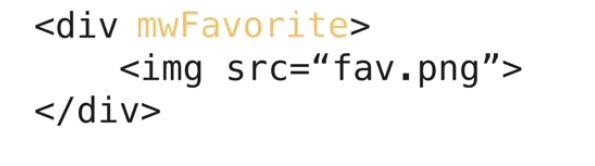 <div mwFavorite>
    <img src=“fav.png”>
</div>